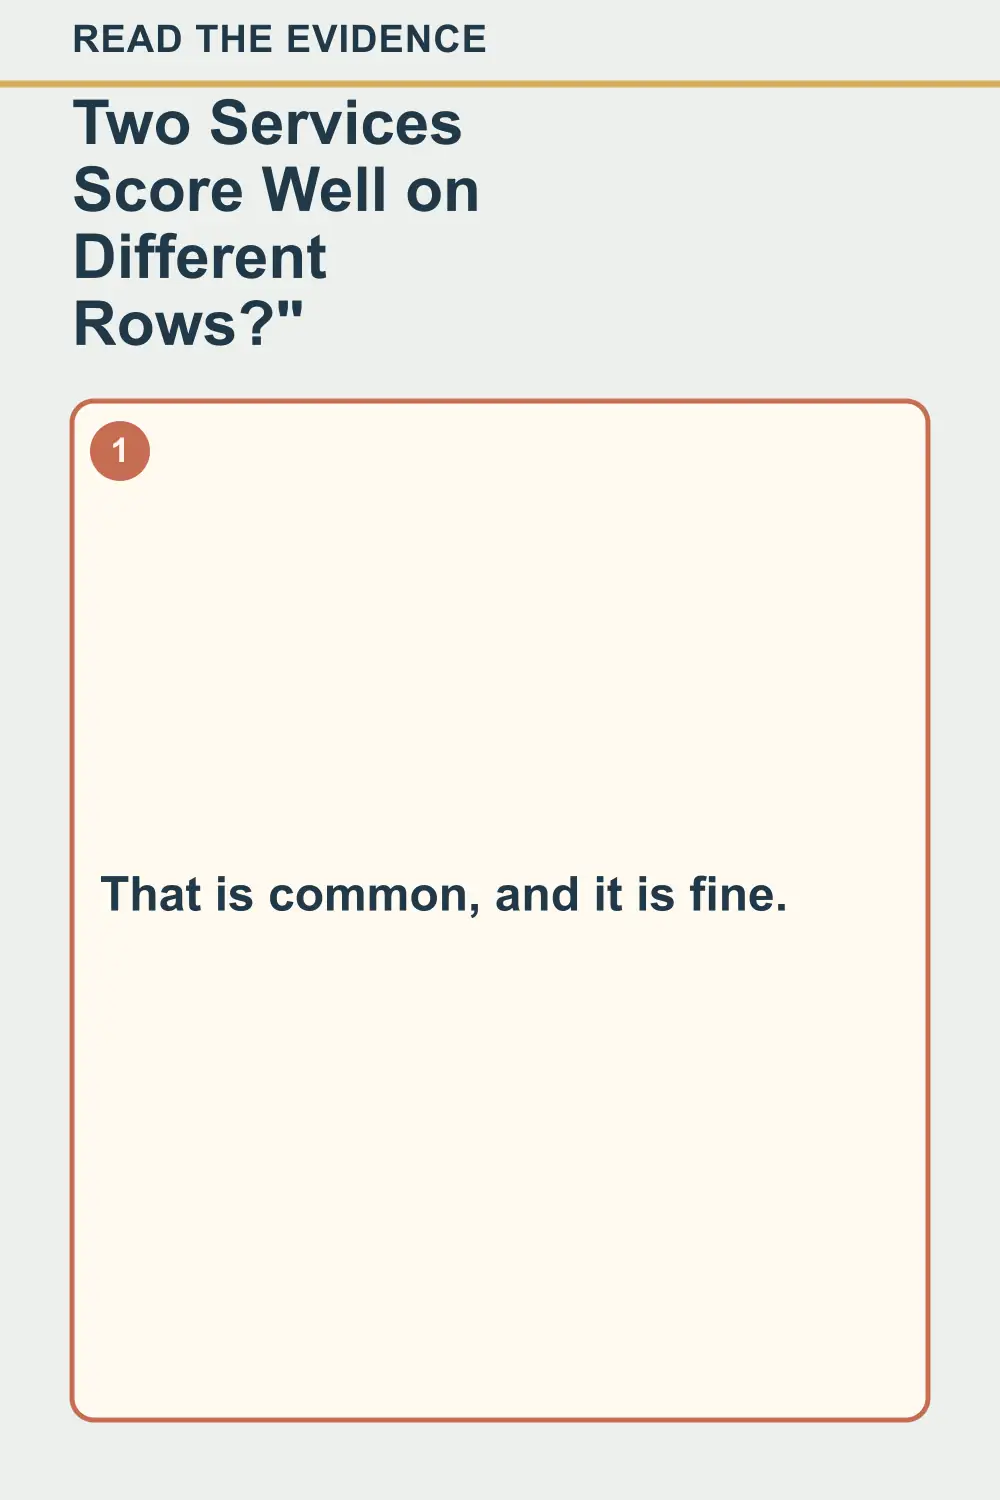 READ THE EVIDENCE
Two Services
Score Well on
Different
Rows?"
1
That is common, and it is fine.